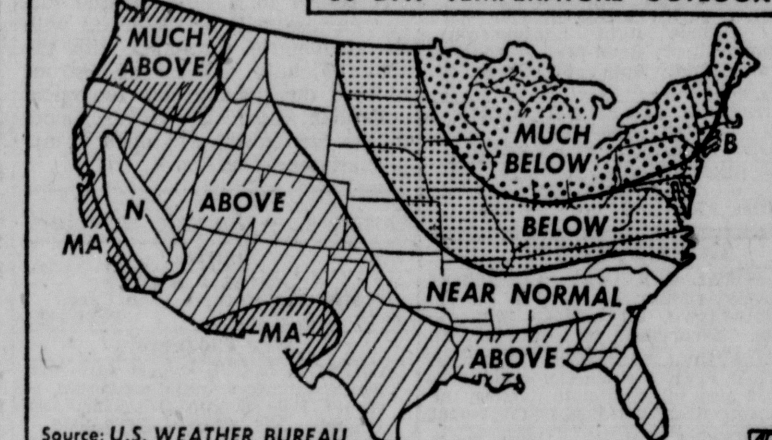 MUCH
ABOVE
MUCH
BELOW
B
N
ABOVE
BELOW
MA
NEAR NORMAL
MA
ABOVE
Source: U.S. WEATHER BUREAU